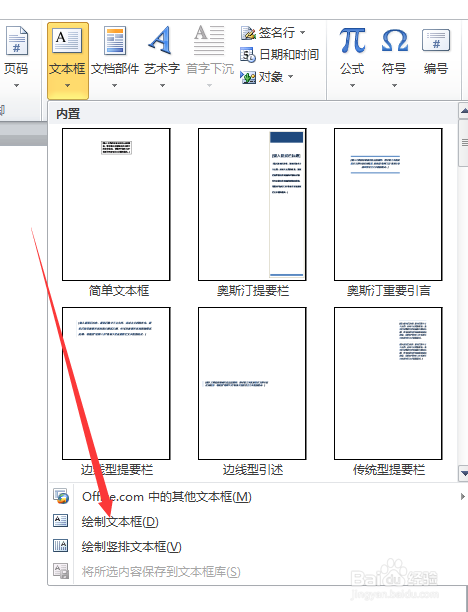 页码
文本框
文档部件
艺术字
首字下沉
签名行
日期和时间
对象
公式
符号
编号
内置
简单文本框
奥斯汀提要栏
奥斯汀重要引言
边线型提要栏
边线型引述
传统型提要栏
Office.com 中的其他文本框(M)
绘制文本框(D)
绘制竖排文本框(V)
将所选内容保存到文本框库(S)
Baidu经验
jingyan.baidu.com